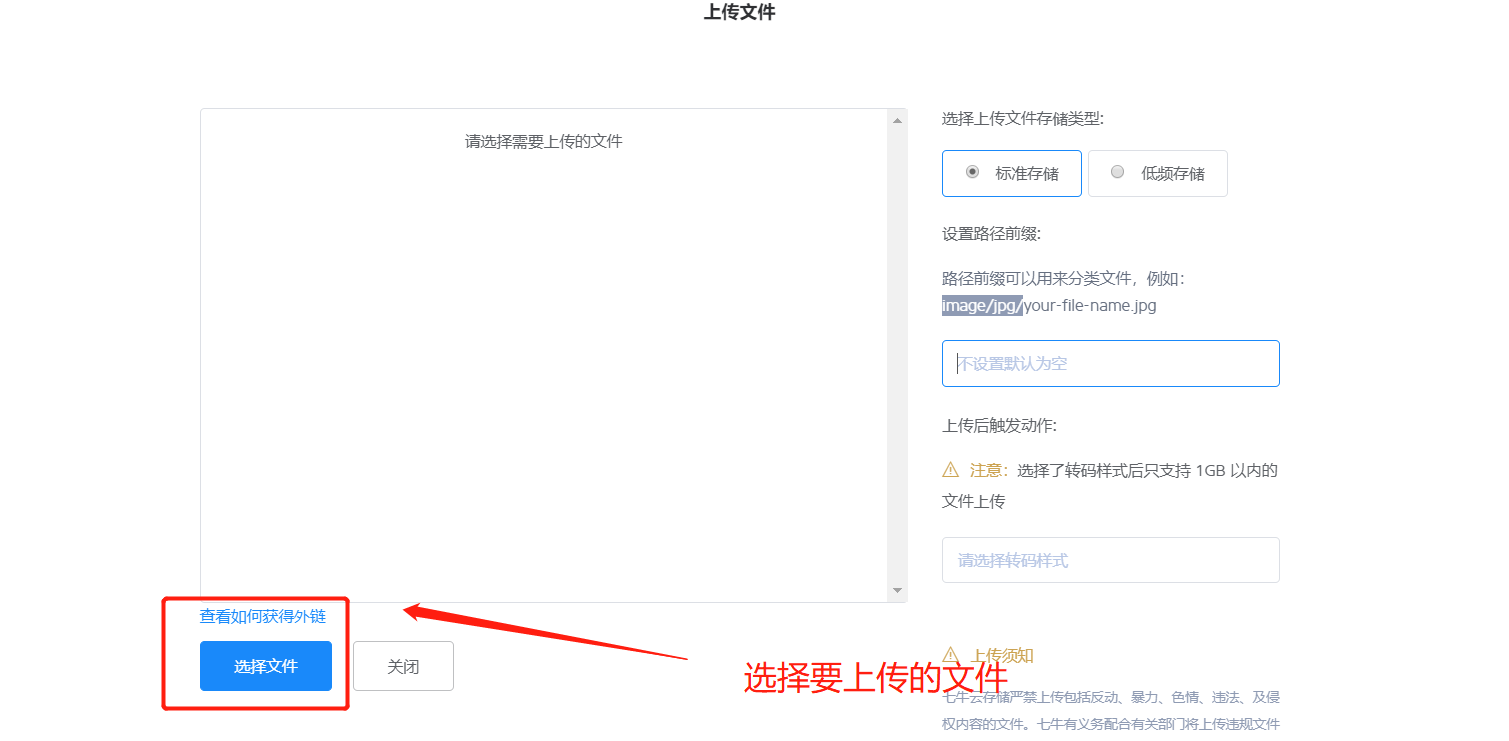 上传文件
请选择需要上传的文件
查看如何获得外链
选择文件
关闭
选择要上传的文件
选择上传文件存储类型:
标准存储
低频存储
设置路径前缀:
路径前缀可以用来分类文件，例如：
image/jpg/your-file-name.jpg
不设置默认为空
上传后触发动作:
注意：选择了转码样式后只支持 1GB 以内的
文件上传
请选择转码样式
上传须知
七牛云存储严禁上传包括反动、暴力、色情、违法、及侵
权内容的文件。七牛有义务配合有关部门将上传违规文件